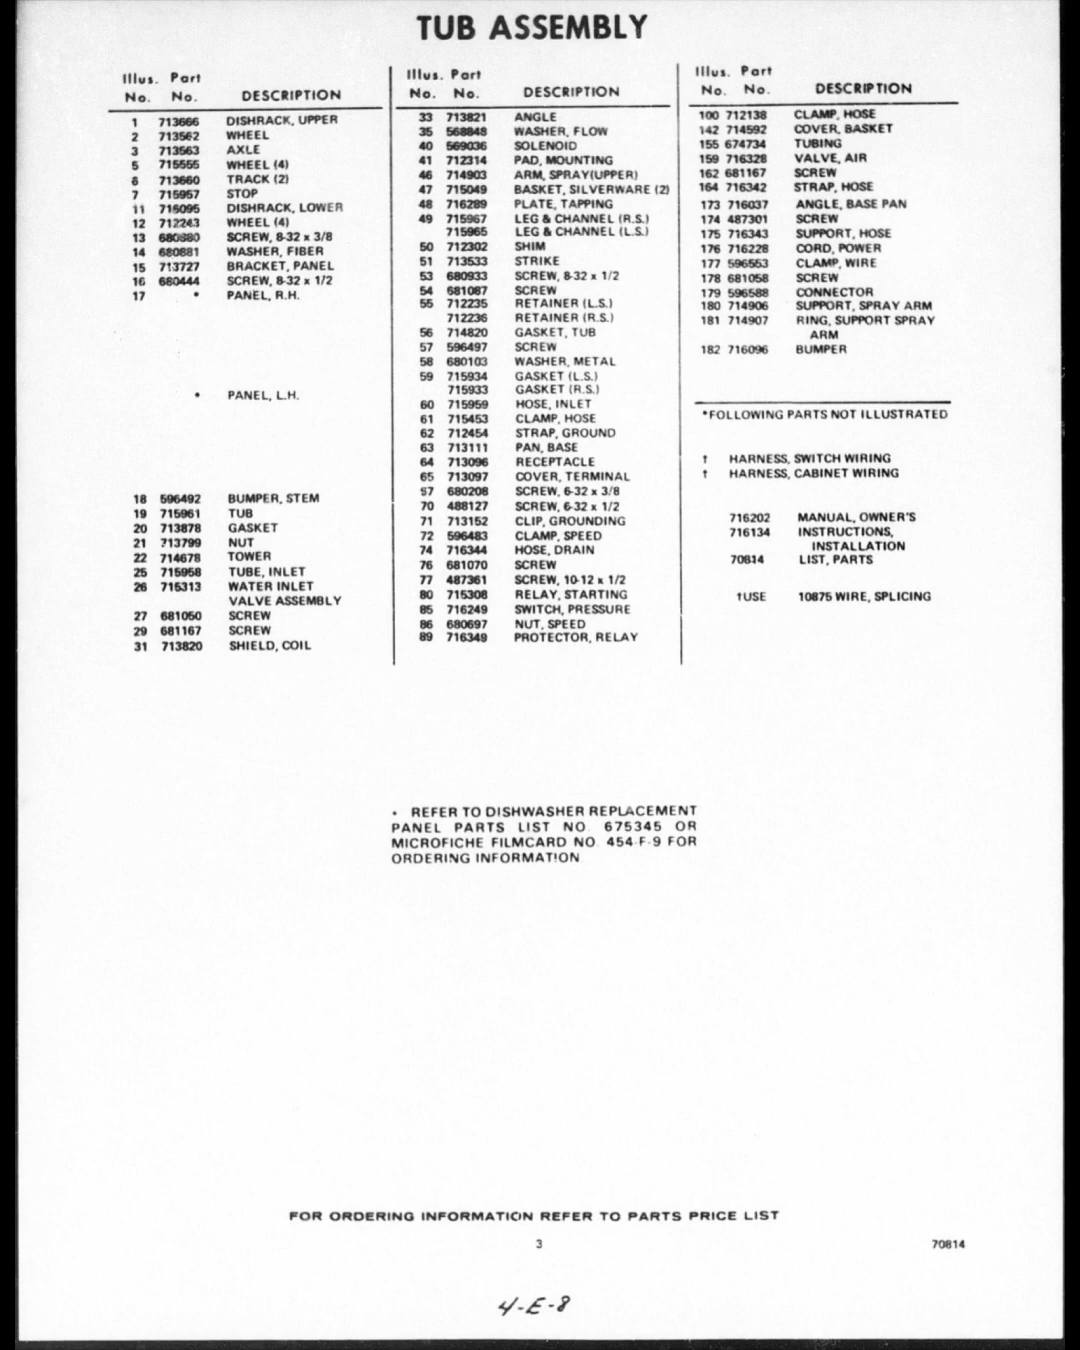 TUB ASSEMBLY
Illus. Part
No. No. DESCRIPTION
1 713666 DISHRACK, UPPER
2 713562 WHEEL
3 713563 AXLE
5 715555 WHEEL (4)
6 713660 TRACK (2)
7 715957 STOP
11 716095 DISHRACK, LOWER
12 712243 WHEEL (4)
13 680880 SCREW, 8-32 x 3/8
14 680881 WASHER, FIBER
15 713727 BRACKET, PANEL
16 680444 SCREW, 8-32 x 1/2
17 * PANEL, R.H.
* PANEL, L.H.
18 596492 BUMPER, STEM
19 715961 TUB
20 713878 GASKET
21 713799 NUT
22 714678 TOWER
25 715958 TUBE, INLET
26 715313 WATER INLET
VALVE ASSEMBLY
27 681050 SCREW
29 681167 SCREW
31 713820 SHIELD, COIL
Illus. Part
No. No. DESCRIPTION
33 713821 ANGLE
35 568848 WASHER, FLOW
40 569036 SOLENOID
41 712314 PAD, MOUNTING
46 714903 ARM, SPRAY(UPPER)
47 715049 BASKET, SILVERWARE (2)
48 716289 PLATE, TAPPING
49 715967 LEG & CHANNEL (R.S.)
715965 LEG & CHANNEL (L.S.)
50 712302 SHIM
51 713533 STRIKE
53 680933 SCREW, 8-32 x 1/2
54 681087 SCREW
55 712235 RETAINER (L.S.)
712236 RETAINER (R.S.)
56 714820 GASKET, TUB
57 596497 SCREW
58 680103 WASHER, METAL
59 715934 GASKET (L.S.)
715933 GASKET (R.S.)
60 715959 HOSE, INLET
61 715453 CLAMP, HOSE
62 712454 STRAP, GROUND
63 713111 PAN, BASE
64 713096 RECEPTACLE
65 713097 COVER, TERMINAL
57 680208 SCREW, 6-32 x 3/8
70 488127 SCREW, 6-32 x 1/2
71 713152 CLIP, GROUNDING
72 596483 CLAMP, SPEED
74 716344 HOSE, DRAIN
76 681070 SCREW
77 487361 SCREW, 10-12 x 1/2
80 715308 RELAY, STARTING
85 716249 SWITCH, PRESSURE
86 680697 NUT, SPEED
89 716349 PROTECTOR, RELAY
Illus. Part
No. No. DESCRIPTION
100 712138 CLAMP, HOSE
142 714592 COVER, BASKET
155 674734 TUBING
159 716328 VALVE, AIR
162 681167 SCREW
164 716342 STRAP, HOSE
173 716037 ANGLE, BASE PAN
174 487301 SCREW
175 716343 SUPPORT, HOSE
176 716228 CORD, POWER
177 596553 CLAMP, WIRE
178 681058 SCREW
179 596588 CONNECTOR
180 714906 SUPPORT, SPRAY ARM
181 714907 RING, SUPPORT SPRAY
ARM
182 716096 BUMPER
*FOLLOWING PARTS NOT ILLUSTRATED
† HARNESS, SWITCH WIRING
† HARNESS, CABINET WIRING
716202 MANUAL, OWNER'S
716134 INSTRUCTIONS,
INSTALLATION
70814 LIST, PARTS
†USE 10875 WIRE, SPLICING
* REFER TO DISHWASHER REPLACEMENT
PANEL PARTS LIST NO. 675345 OR
MICROFICHE FILMCARD NO. 454-F-9 FOR
ORDERING INFORMATION
FOR ORDERING INFORMATION REFER TO PARTS PRICE LIST
3
70814
4-E-8